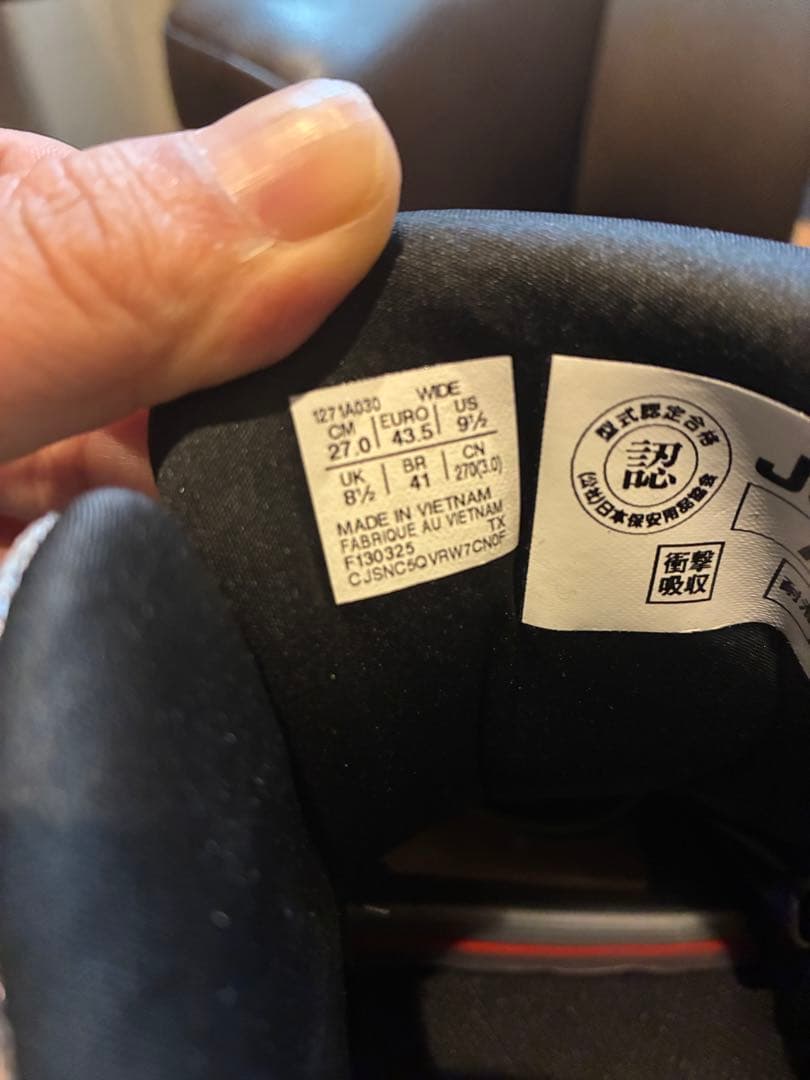 1271A030 WIDE
CM EURO US
27.0 43.5 9½
UK BR CN
8½ 41 270(3.0)
MADE IN VIETNAM
FABRIQUE AU VIETNAM
F130325 TX
CJSNC5QVRW7CN0F
型式認定合格
認
(公社)日本保安用品協会
衝撃
吸収
J